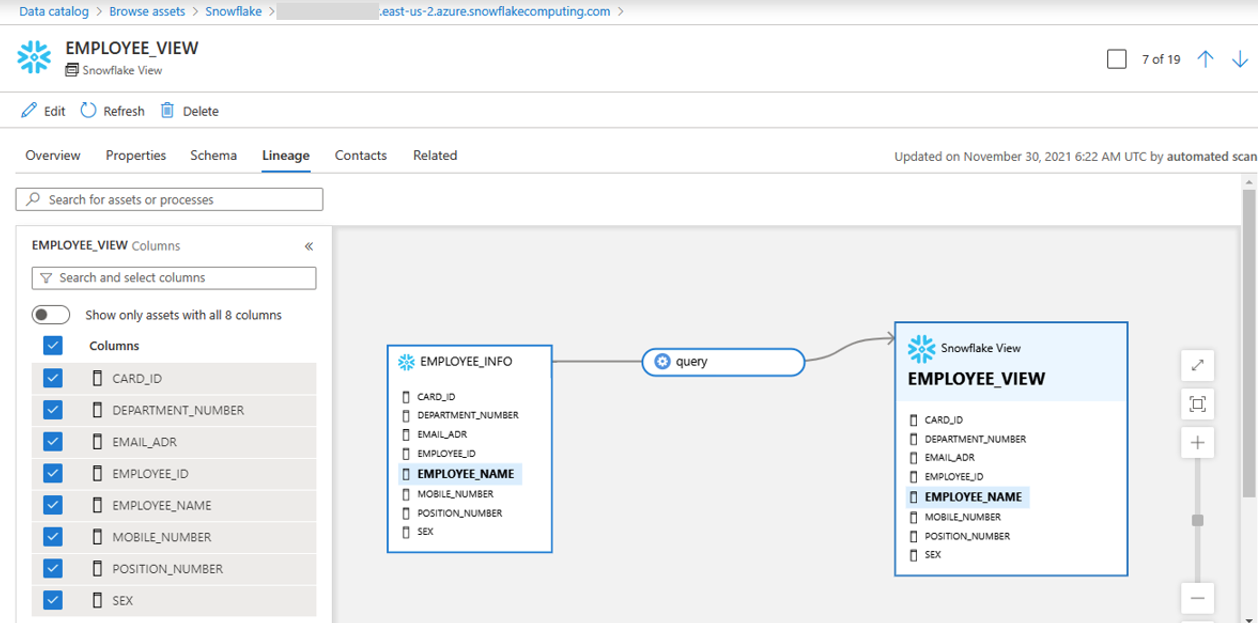 Data catalog > Browse assets > Snowflake > .east-us-2.azure.snowflakecomputing.com >
EMPLOYEE_VIEW
Snowflake View
7 of 19
Edit Refresh Delete
Overview Properties Schema Lineage Contacts Related
Updated on November 30, 2021 6:22 AM UTC by automated scan
Search for assets or processes
EMPLOYEE_VIEW Columns «
Search and select columns
Show only assets with all 8 columns
Columns
CARD_ID
DEPARTMENT_NUMBER
EMAIL_ADR
EMPLOYEE_ID
EMPLOYEE_NAME
MOBILE_NUMBER
POSITION_NUMBER
SEX
EMPLOYEE_INFO
CARD_ID
DEPARTMENT_NUMBER
EMAIL_ADR
EMPLOYEE_ID
EMPLOYEE_NAME
MOBILE_NUMBER
POSITION_NUMBER
SEX
query
Snowflake View
EMPLOYEE_VIEW
CARD_ID
DEPARTMENT_NUMBER
EMAIL_ADR
EMPLOYEE_ID
EMPLOYEE_NAME
MOBILE_NUMBER
POSITION_NUMBER
SEX